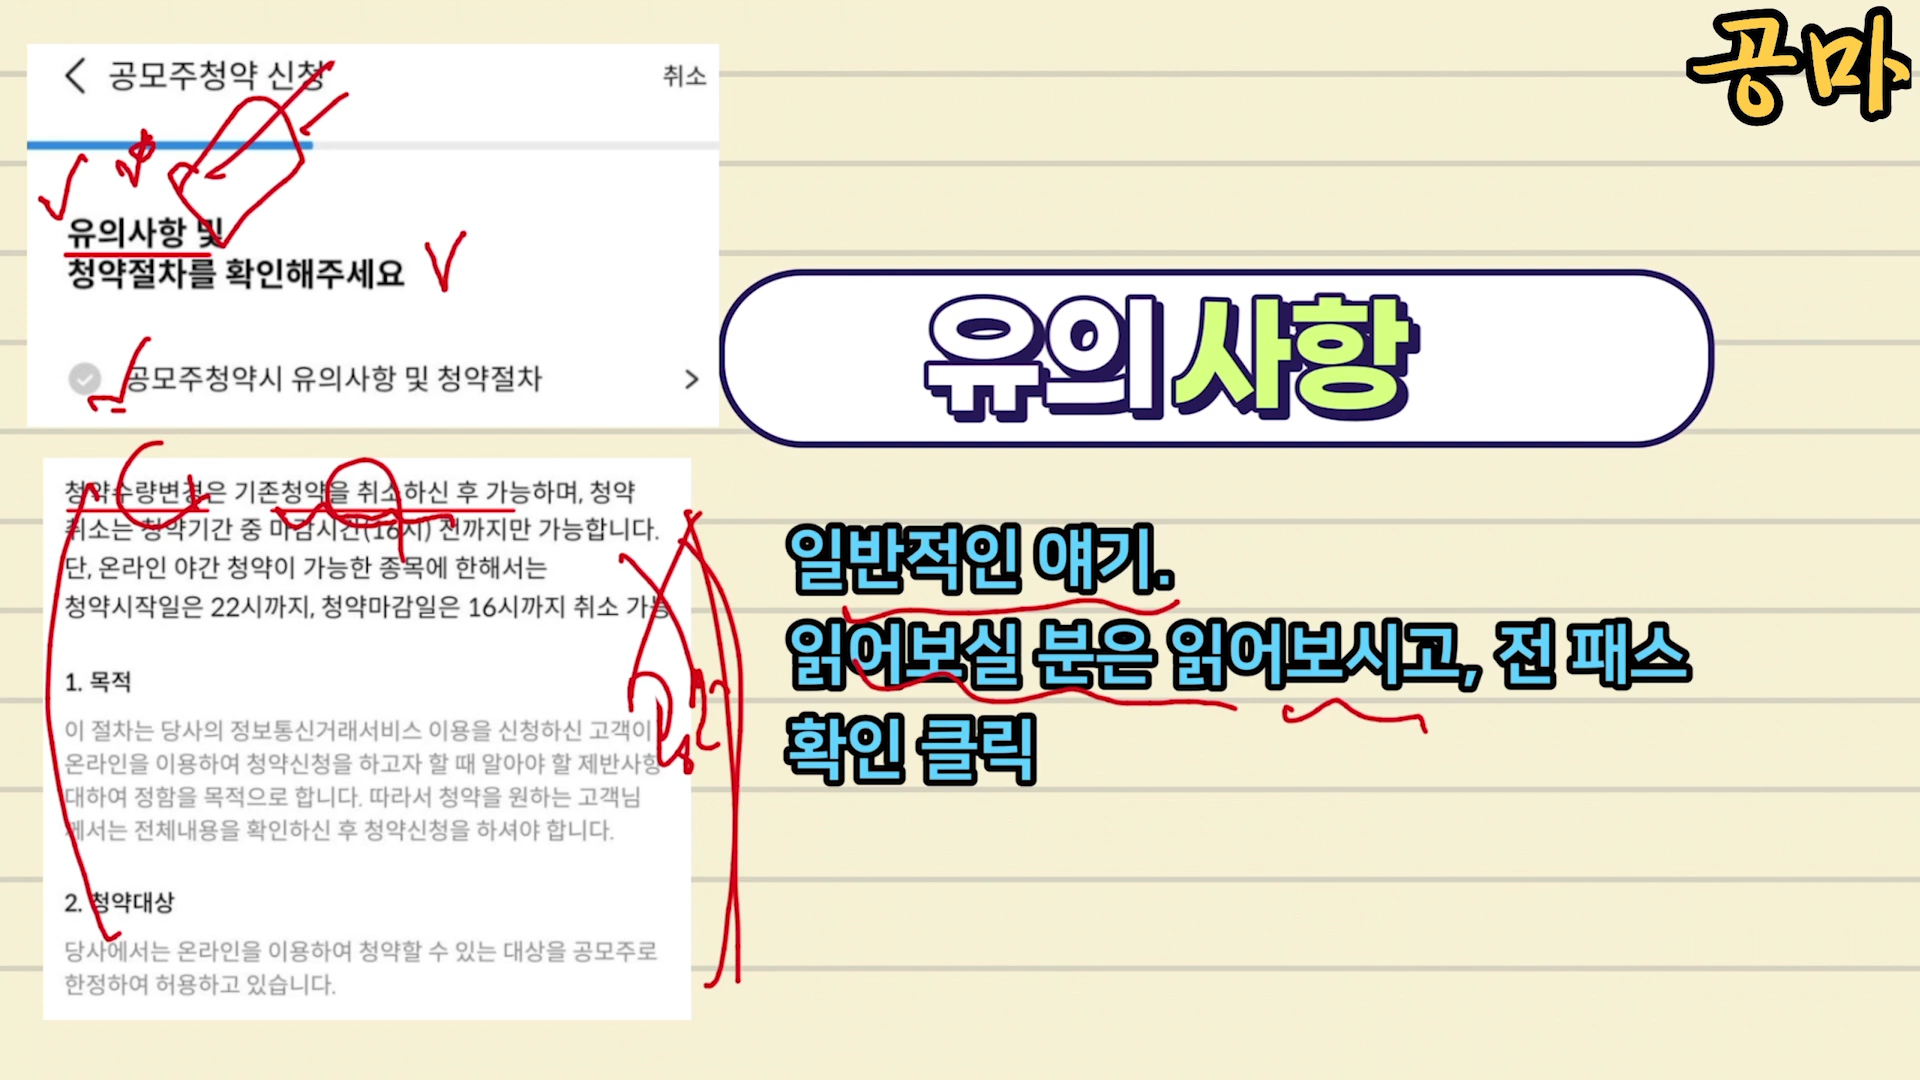 공마
공모주청약 신청
취소
유의사항 및
청약절차를 확인해주세요
공모주청약시 유의사항 및 청약절차
청약수량변경은 기존청약을 취소하신 후 가능하며, 청약
취소는 청약기간 중 마감시간(16시) 전까지만 가능합니다.
단, 온라인 야간 청약이 가능한 종목에 한해서는
청약시작일은 22시까지, 청약마감일은 16시까지 취소 가능
1. 목적
이 절차는 당사의 정보통신거래서비스 이용을 신청하신 고객이
온라인을 이용하여 청약신청을 하고자 할 때 알아야 할 제반사항
대하여 정함을 목적으로 합니다. 따라서 청약을 원하는 고객님
께서는 전체내용을 확인하신 후 청약신청을 하셔야 합니다.
2. 청약대상
당사에서는 온라인을 이용하여 청약할 수 있는 대상을 공모주로
한정하여 허용하고 있습니다.
유의사항
일반적인 얘기.
읽어보실 분은 읽어보시고, 전 패스
확인 클릭